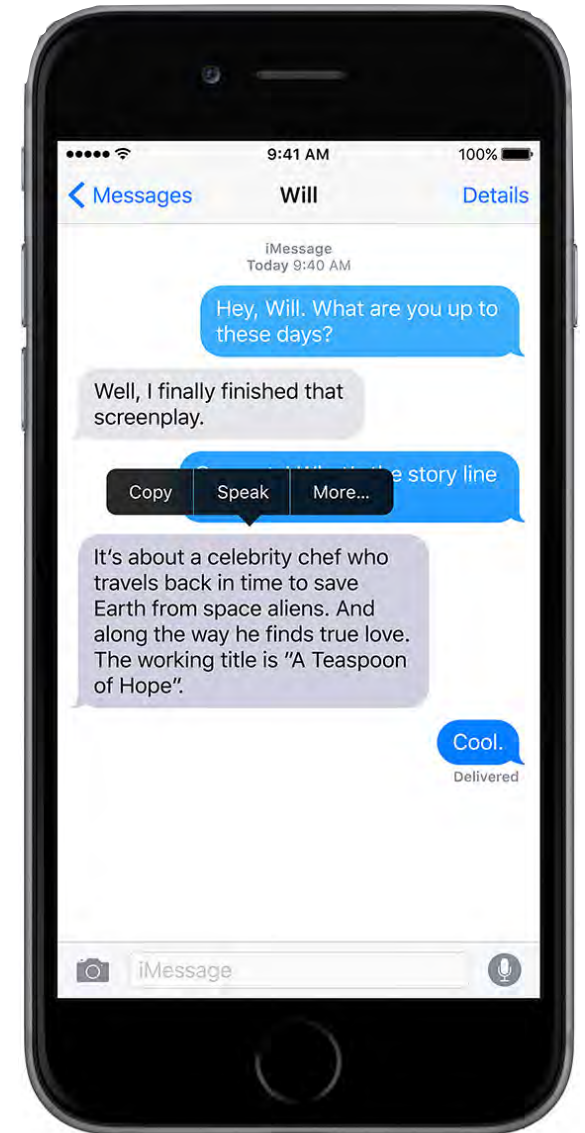 9:41 AM 100%
Messages Will Details
iMessage
Today 9:40 AM
Hey, Will. What are you up to
these days?
Well, I finally finished that
screenplay.
story line
Copy Speak More...
It's about a celebrity chef who
travels back in time to save
Earth from space aliens. And
along the way he finds true love.
The working title is "A Teaspoon
of Hope".
Cool.
Delivered
iMessage